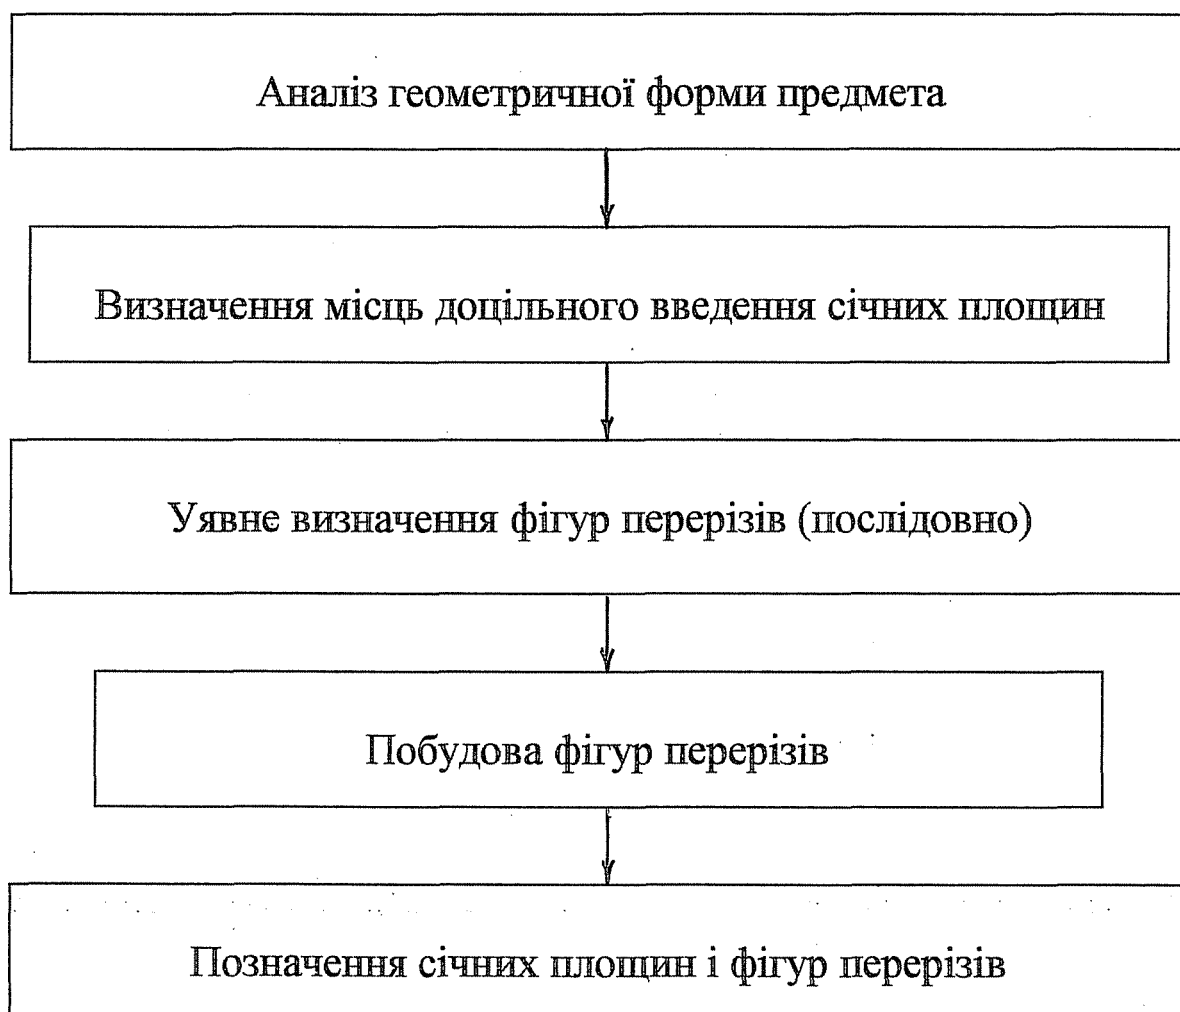 Аналіз геометричної форми предмета
Визначення місць доцільного введення січних площин
Уявне визначення фігур перерізів (послідовно)
Побудова фігур перерізів
Позначення січних площин і фігур перерізів